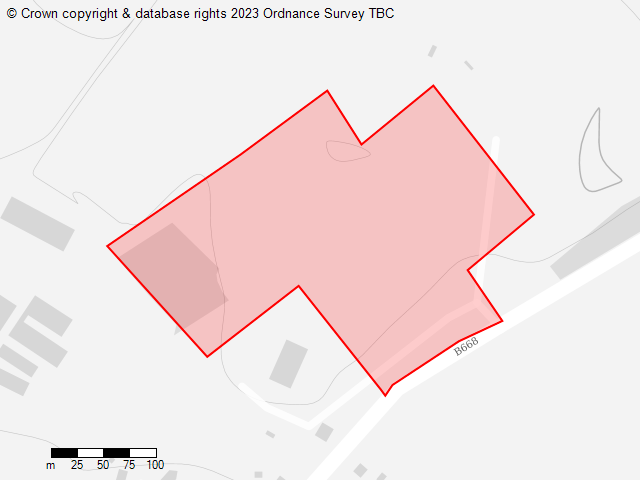 © Crown copyright & database rights 2023 Ordnance Survey TBC
B668
m 25 50 75 100